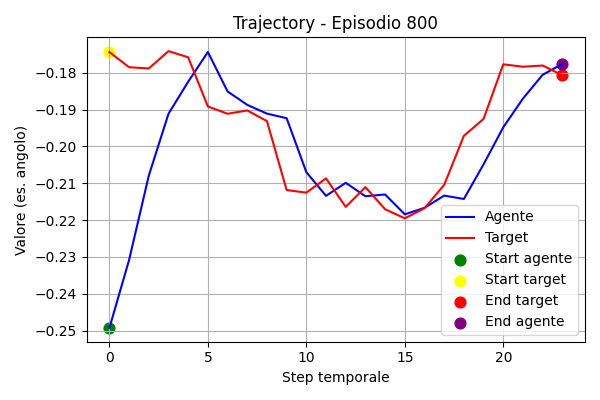 Trajectory - Episodio 800
Valore (es. angolo)
−0.18
−0.19
−0.20
−0.21
−0.22
−0.23
−0.24
−0.25
0
5
10
15
20
Step temporale
Agente
Target
Start agente
Start target
End target
End agente